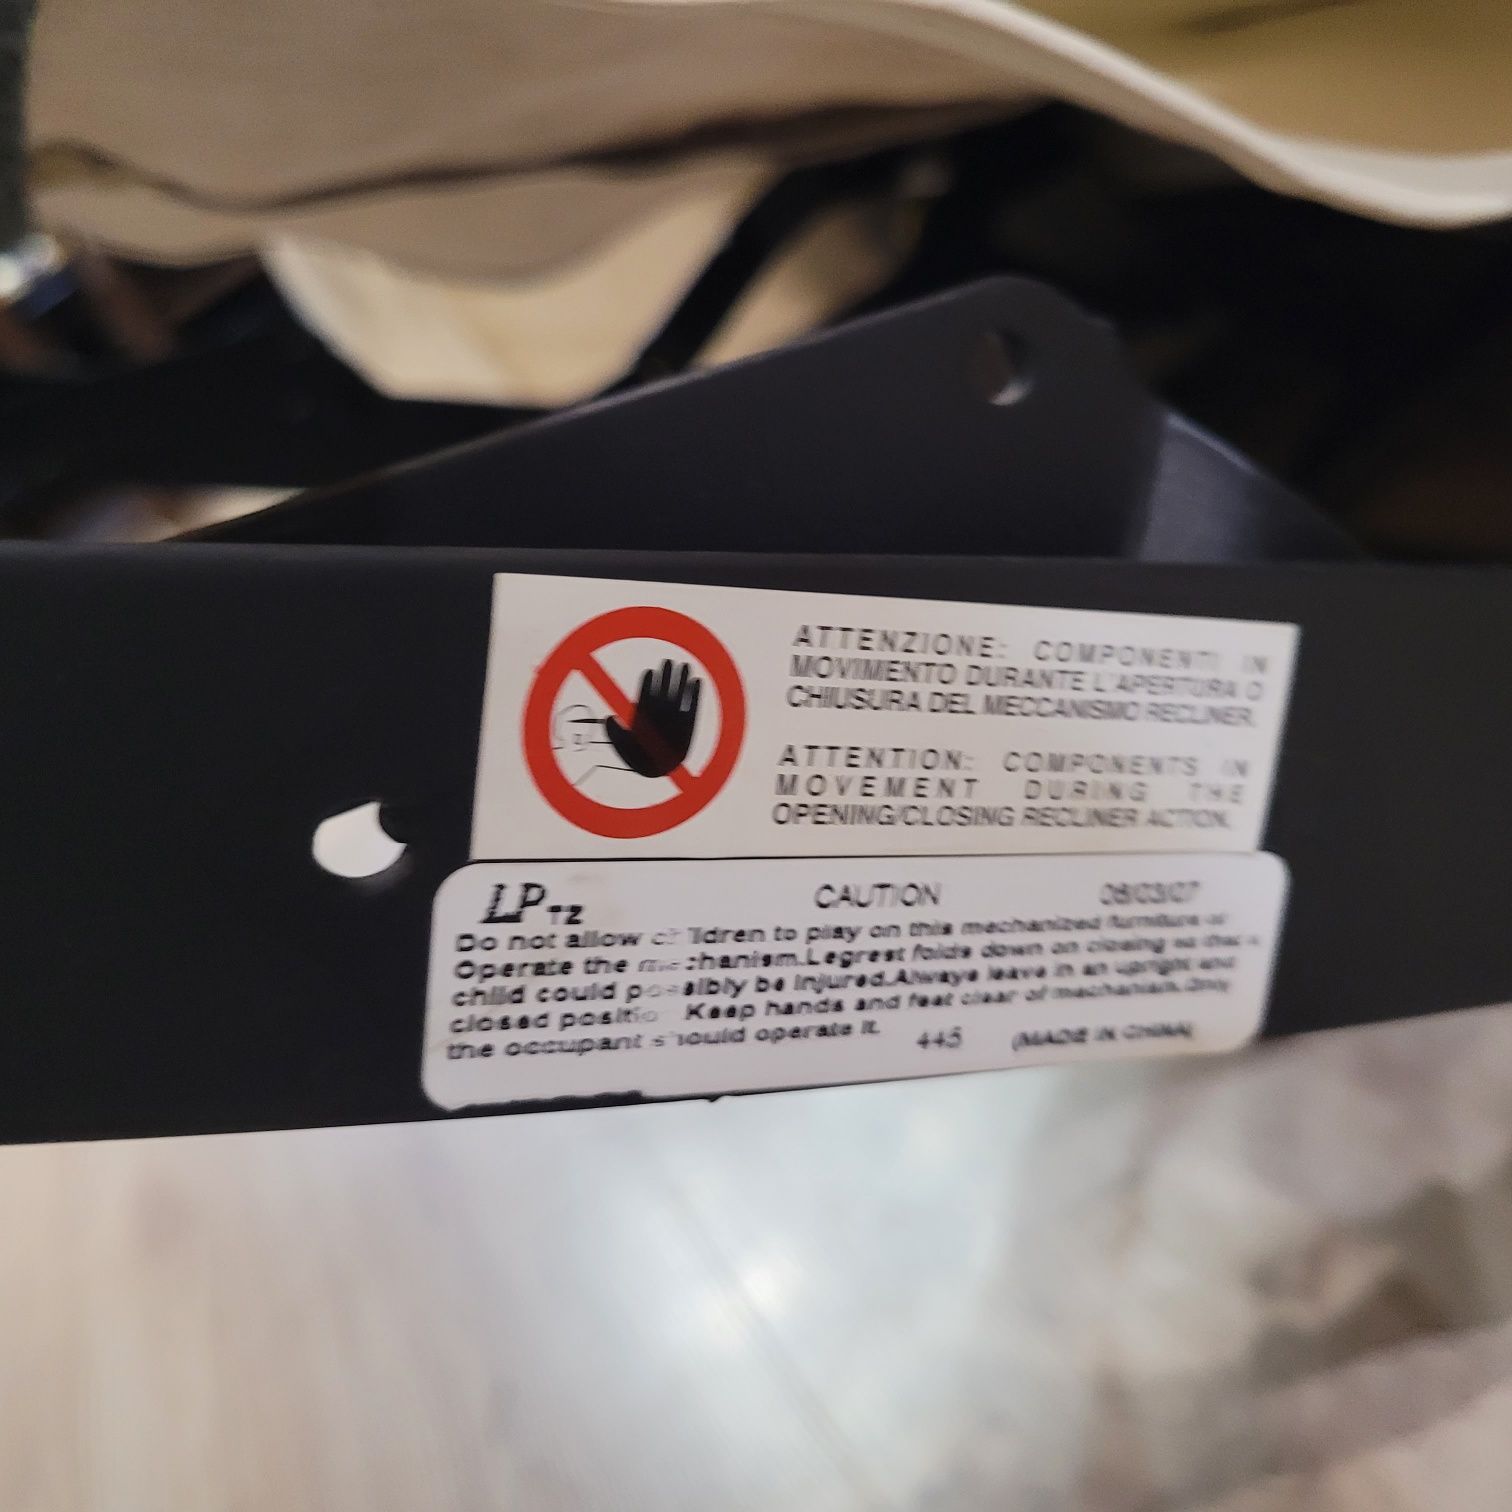 ATTENZIONE: COMPONENTI IN
MOVIMENTO DURANTE L'APERTURA O
CHIUSURA DEL MECCANISMO RECLINER.
ATTENTION: COMPONENTS IN
MOVEMENT DURING THE
OPENING/CLOSING RECLINER ACTION.
LP TZ CAUTION
Do not allow children to play on this mechanized furniture or
Operate the mechanism.Legrest folds down on closing so that a
child could possibly be injured.Always leave in an upright and
closed position Keep hands and feet clear of mechanism.Only
the occupant should operate it. 445 (MADE IN CHINA)